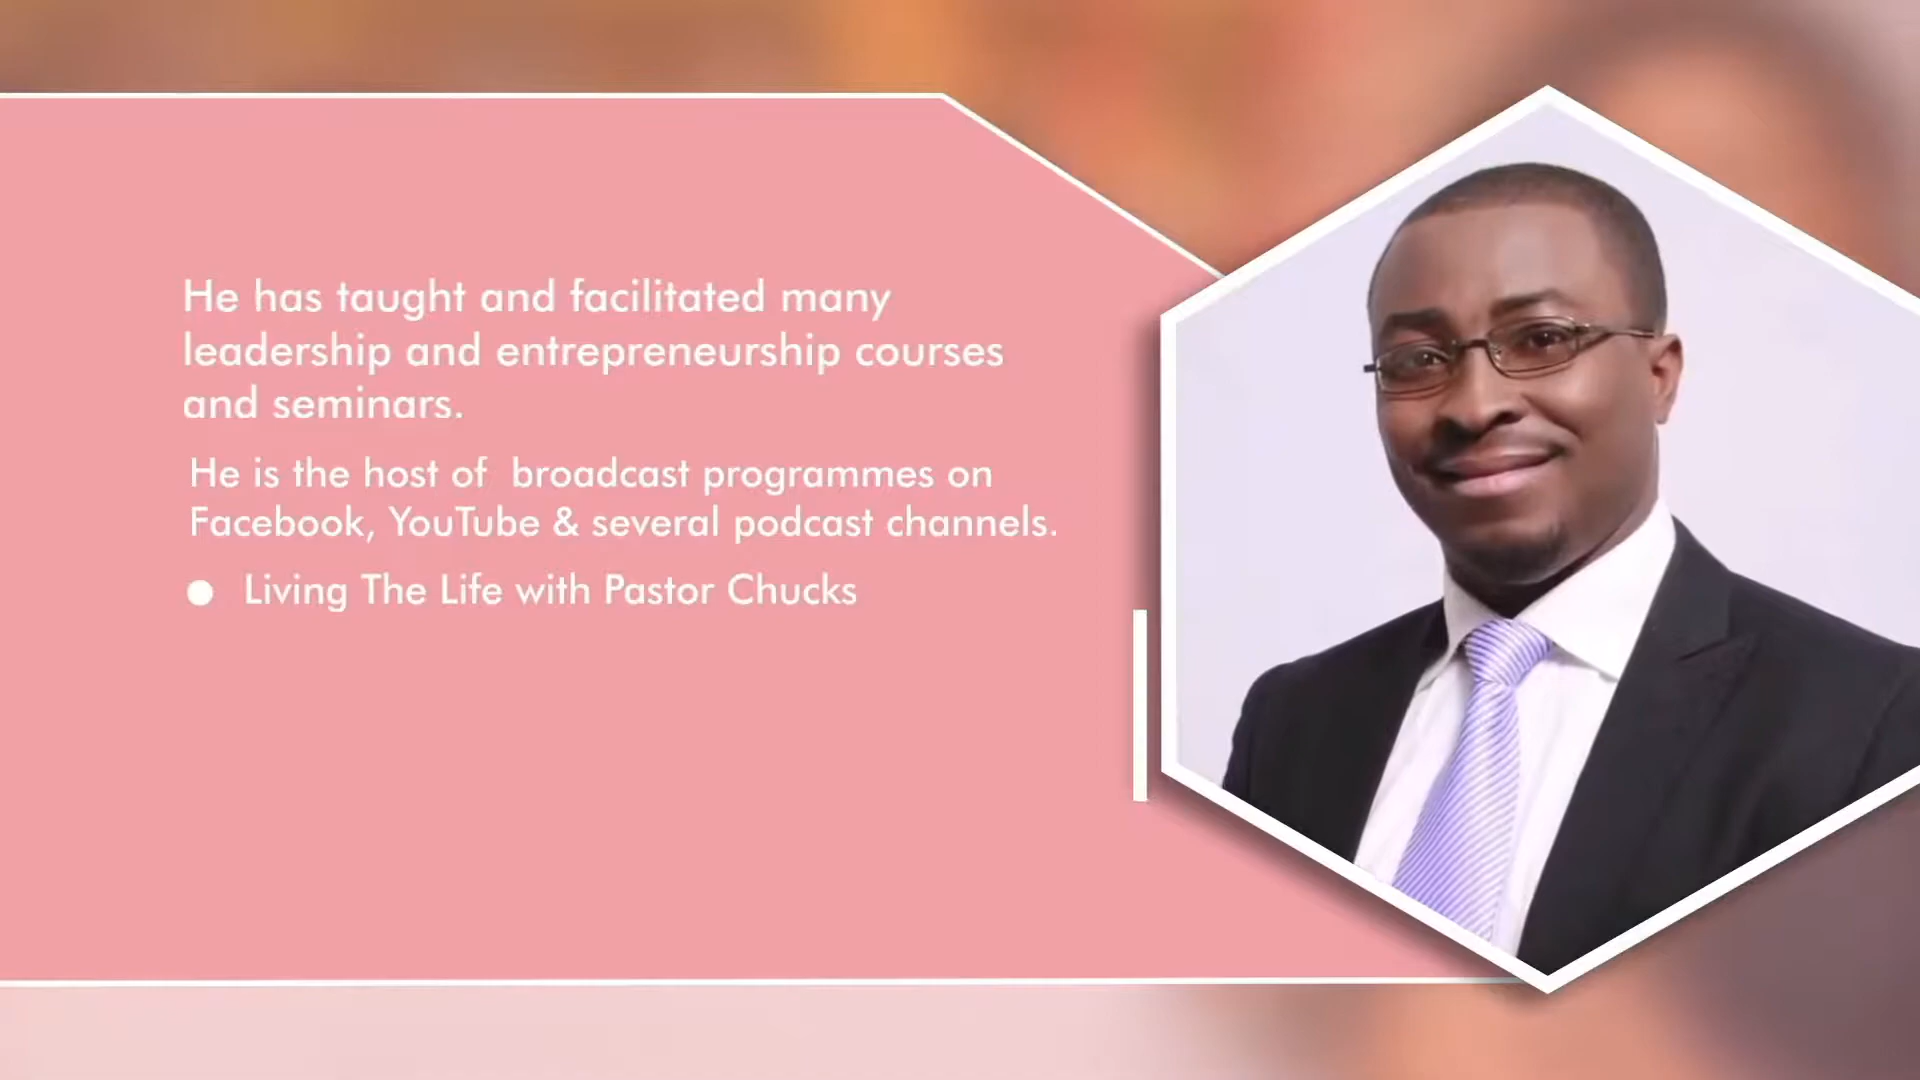 He has taught and facilitated many
leadership and entrepreneurship courses
and seminars.
He is the host of  broadcast programmes on
Facebook, YouTube & several podcast channels.
● Living The Life with Pastor Chucks